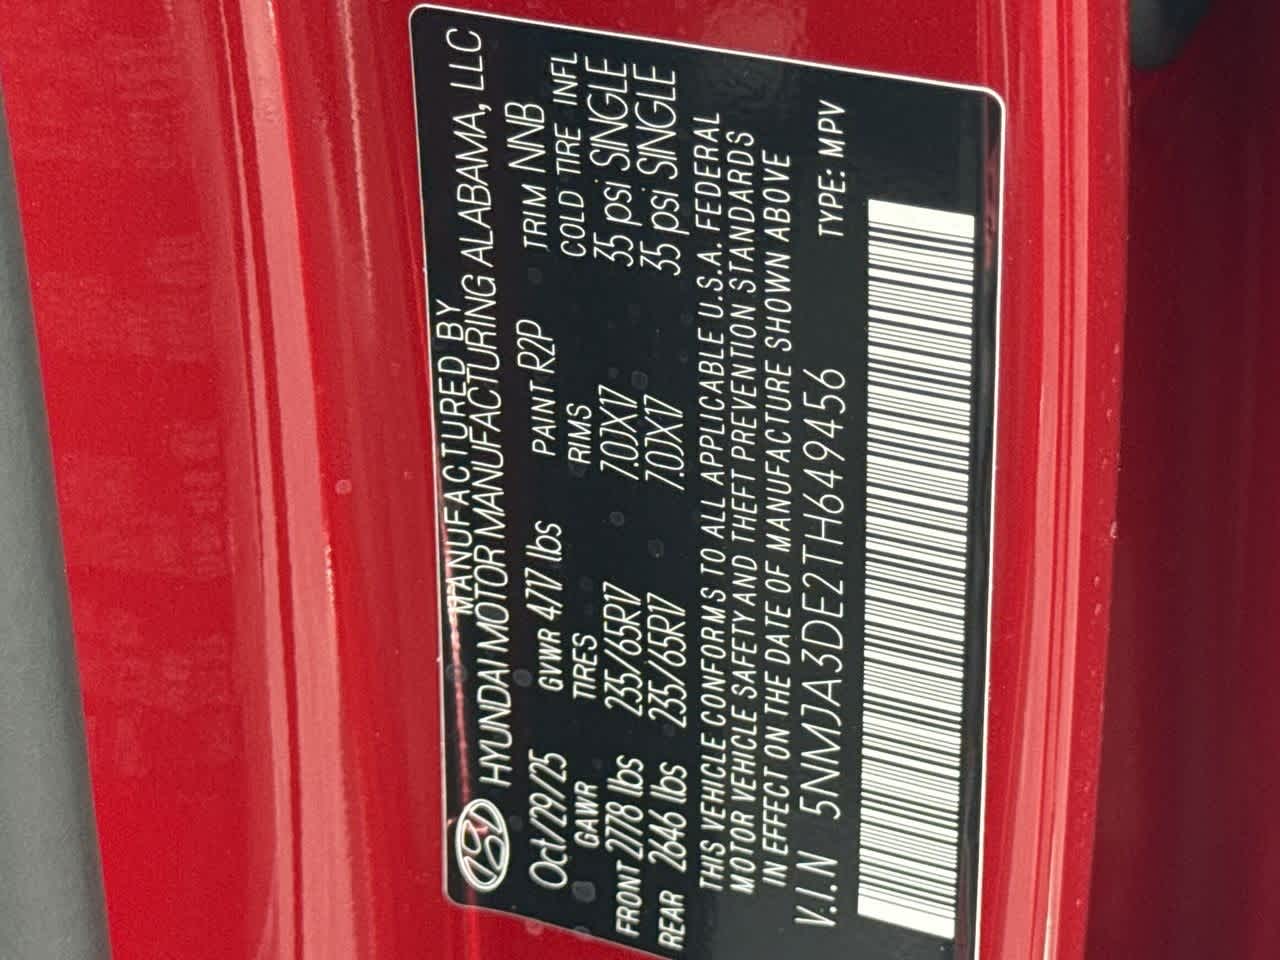 MANUFACTURED BY
HYUNDAI MOTOR MANUFACTURING ALABAMA, LLC
Oct/29/25 GVWR 4717 lbs PAINT R2P TRIM NNB
GAWR TIRES RIMS COLD TIRE INFL
FRONT 2778 lbs 235/65R17 7.0JX17 35 psi SINGLE
REAR 2646 lbs 235/65R17 7.0JX17 35 psi SINGLE
THIS VEHICLE CONFORMS TO ALL APPLICABLE U.S.A. FEDERAL
MOTOR VEHICLE SAFETY AND THEFT PREVENTION STANDARDS
IN EFFECT ON THE DATE OF MANUFACTURE SHOWN ABOVE
V.I.N 5NMJA3DE2TH649456 TYPE: MPV